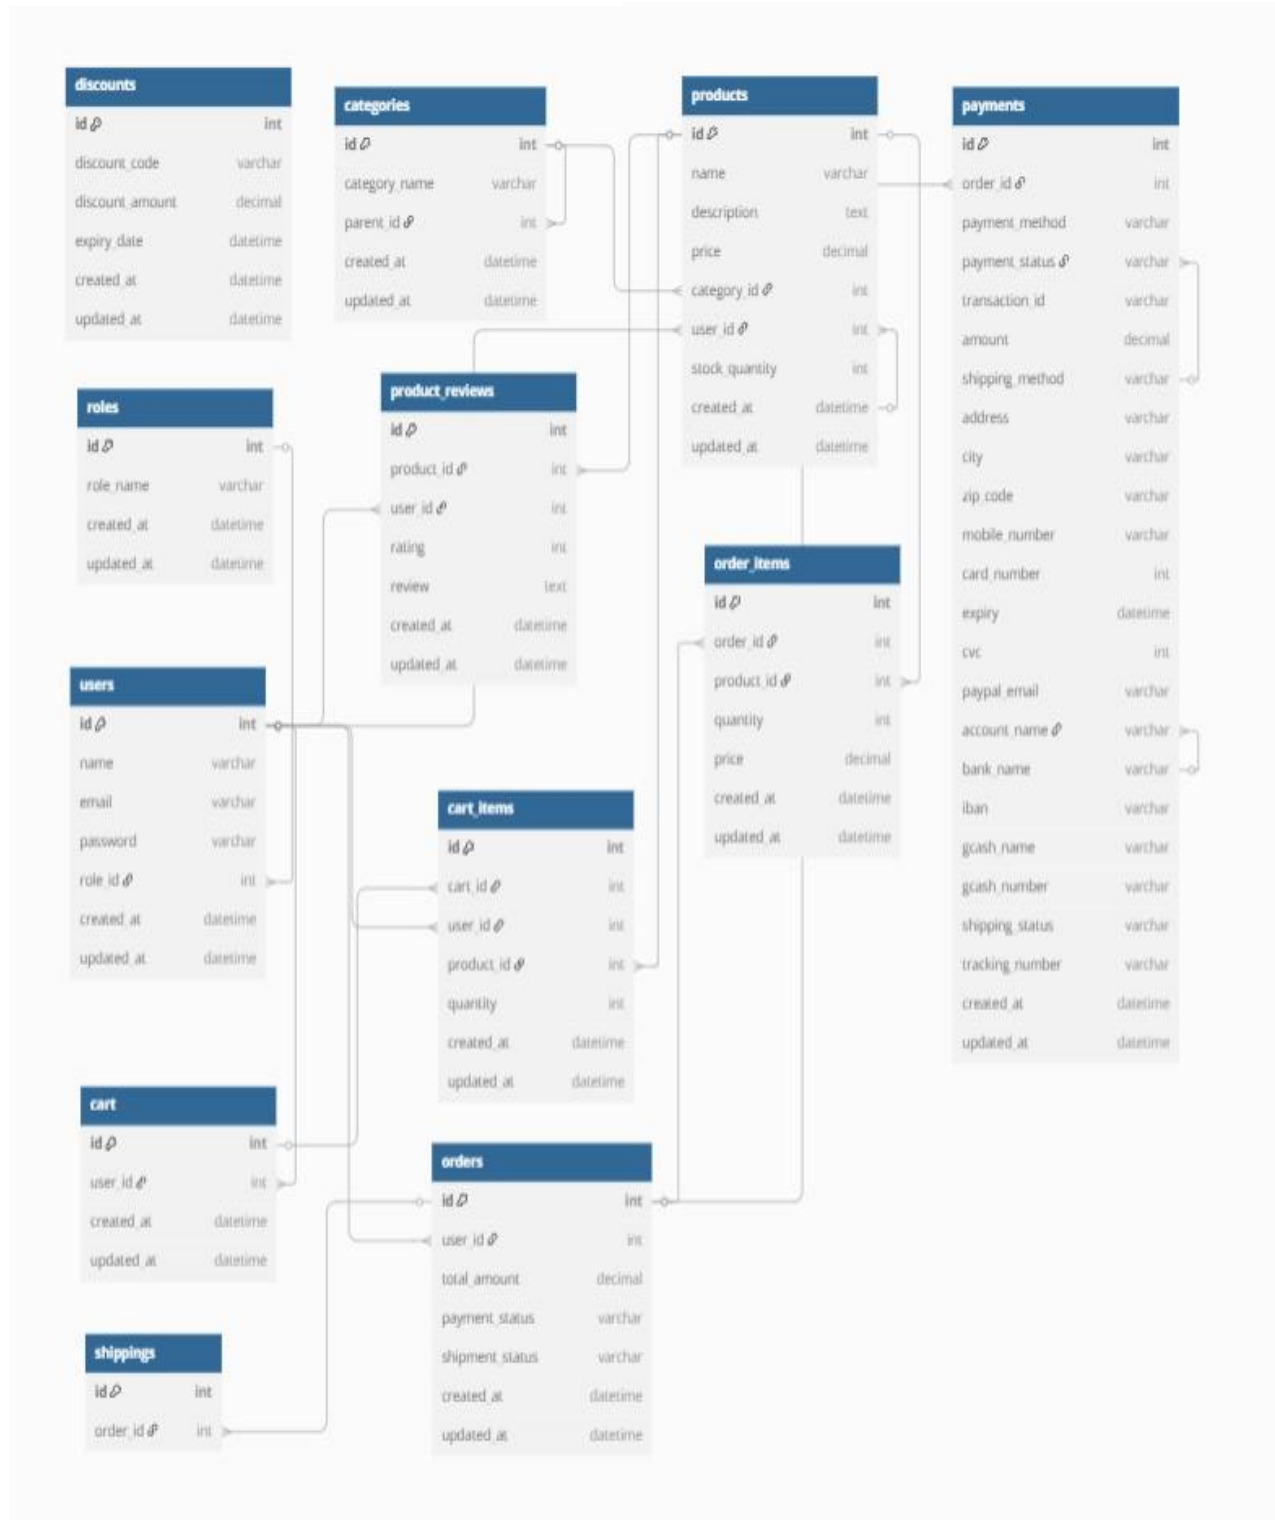 discounts
id int
discount_code varchar
discount_amount decimal
expiry_date datetime
created_at datetime
updated_at datetime
categories
id int
category_name varchar
parent_id int
created_at datetime
updated_at datetime
products
id int
name varchar
description text
price decimal
category_id int
user_id int
stock_quantity int
created_at datetime
updated_at datetime
payments
id int
order_id int
payment_method varchar
payment_status varchar
transaction_id varchar
amount decimal
shipping_method varchar
address varchar
city varchar
zip_code varchar
mobile_number varchar
card_number int
expiry datetime
cvc int
paypal_email varchar
account_name varchar
bank_name varchar
iban varchar
gcash_name varchar
gcash_number varchar
shipping_status varchar
tracking_number varchar
created_at datetime
updated_at datetime
roles
id int
role_name varchar
created_at datetime
updated_at datetime
product_reviews
id int
product_id int
user_id int
rating int
review text
created_at datetime
updated_at datetime
order_items
id int
order_id int
product_id int
quantity int
price decimal
created_at datetime
updated_at datetime
users
id int
name varchar
email varchar
password varchar
role_id int
created_at datetime
updated_at datetime
cart_items
id int
cart_id int
user_id int
product_id int
quantity int
created_at datetime
updated_at datetime
cart
id int
user_id int
created_at datetime
updated_at datetime
orders
id int
user_id int
total_amount decimal
payment_status varchar
shipment_status varchar
created_at datetime
updated_at datetime
shippings
id int
order_id int